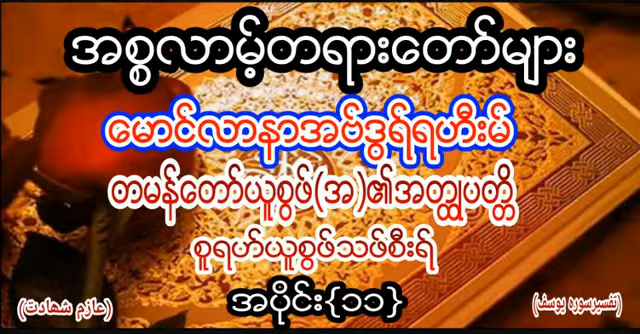 အစ္စလာမ့်တရားတော်များ
မောင်လာနာအဗ်ဒွရ်ရဟီးမ်
တမန်တော်ယူစွဖ်(အ)၏အတ္ထုပတ္တိ
စူရဟ်ယူစွဖ်သဖ်စီးရ်
(عازم شهادت)
အပိုင်း{၁၁}
(تفسیرسوره یوسف)